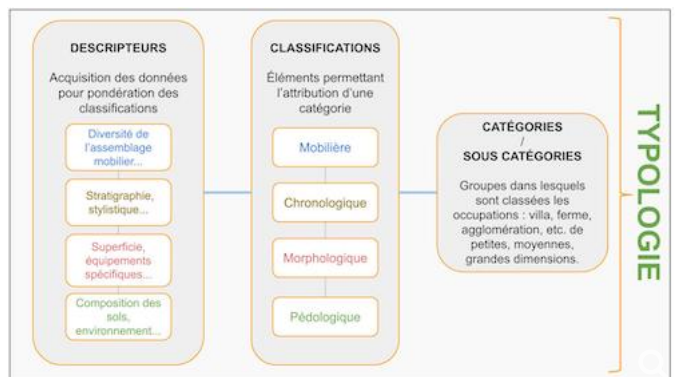 DESCRIPTEURS
Acquisition des données
pour pondération des
classifications
Diversité de
l'assemblage
mobilier...
Stratigraphie,
stylistique...
Superficie,
équipements
spécifiques...
Composition des
sols,
environnement...
CLASSIFICATIONS
Éléments permettant
l'attribution d'une
catégorie
Mobilière
Chronologique
Morphologique
Pédologique
CATÉGORIES
/
SOUS CATÉGORIES
Groupes dans lesquels
sont classées les
occupations : villa, ferme,
agglomération, etc. de
petites, moyennes,
grandes dimensions.
TYPOLOGIE